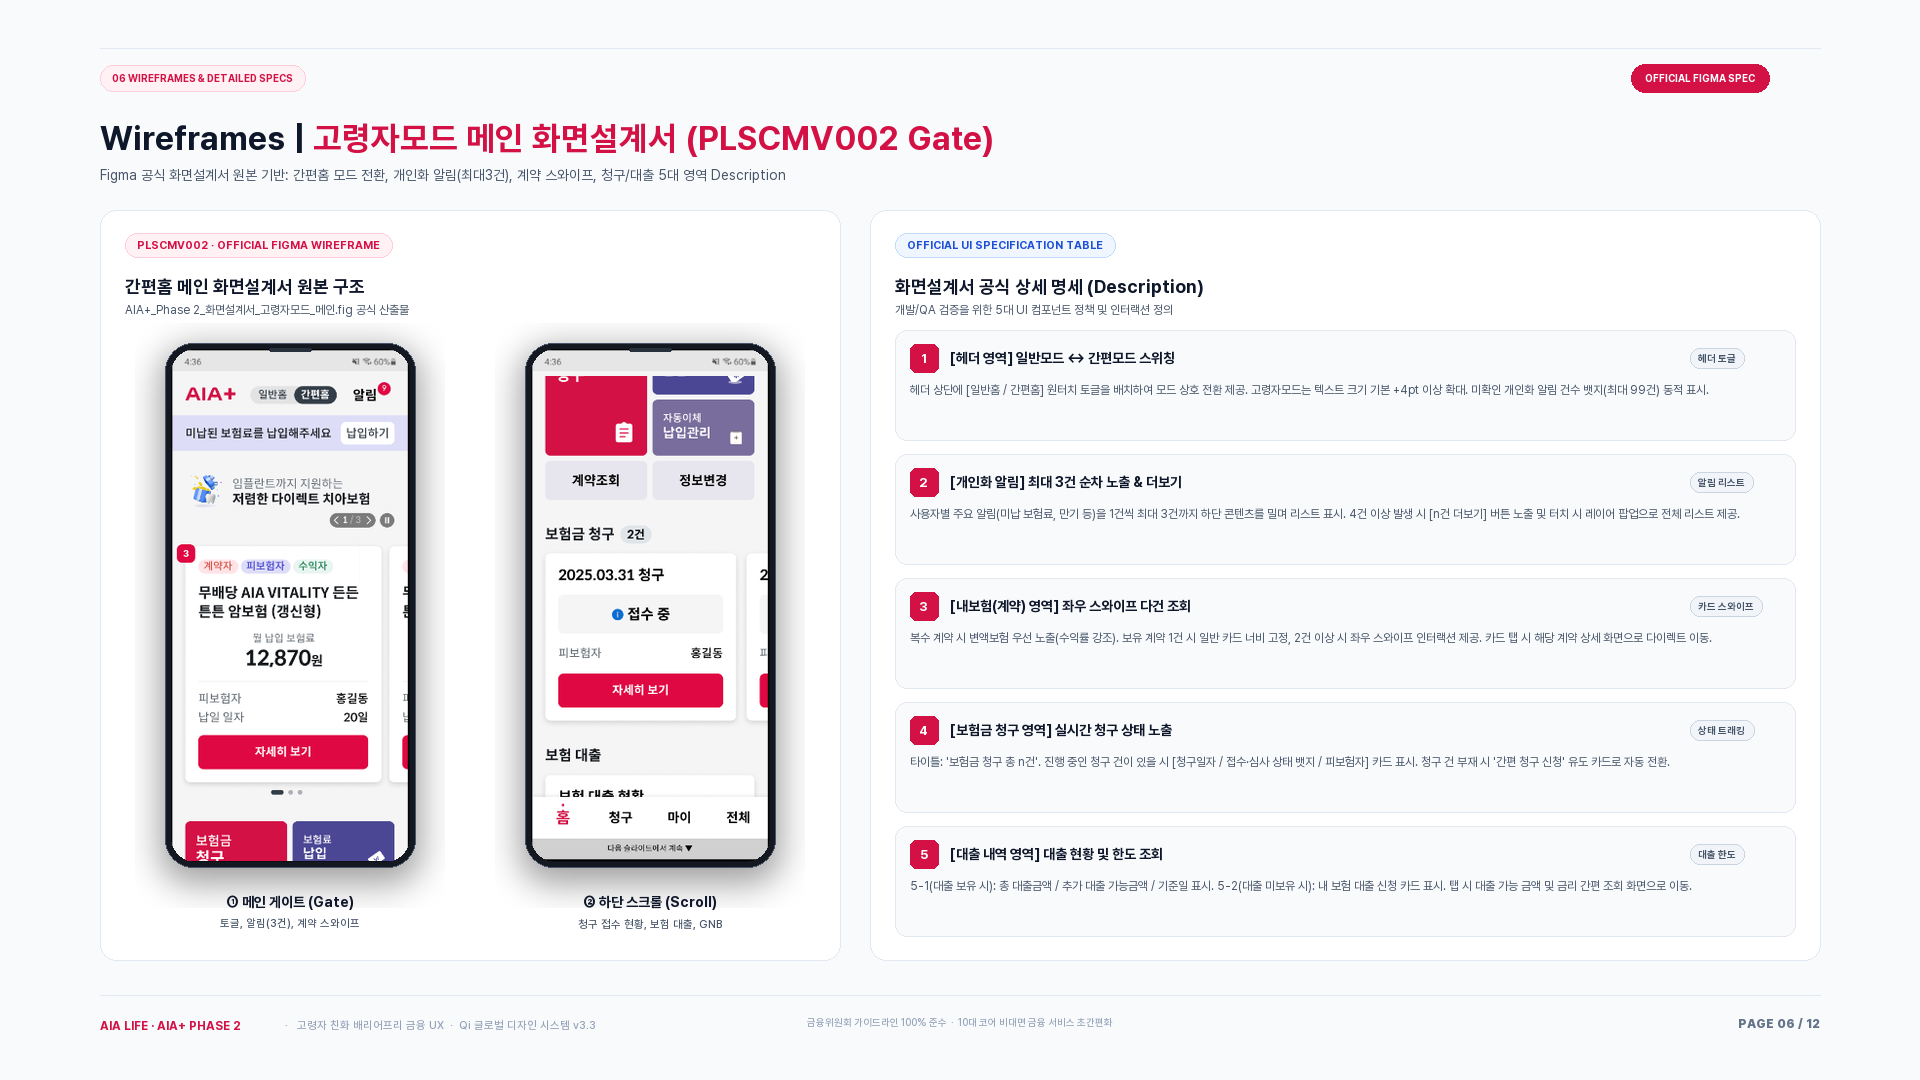 06 WIREFRAMES & DETAILED SPECS
OFFICIAL FIGMA SPEC
Wireframes | 고령자모드 메인 화면설계서 (PLSCMV002 Gate)
Figma 공식 화면설계서 원본 기반: 간편홈 모드 전환, 개인화 알림(최대3건), 계약 스와이프, 청구/대출 5대 영역 Description
PLSCMV002 · OFFICIAL FIGMA WIREFRAME
간편홈 메인 화면설계서 원본 구조
AIA+_Phase 2_화면설계서_고령자모드_메인.fig 공식 산출물
4:36
60%
AIA+ 일반홈 간편홈 알림 9
미납된 보험료를 납입해주세요 납입하기
임플란트까지 지원하는
저렴한 다이렉트 치아보험
1 / 3
3
계약자 피보험자 수익자
무배당 AIA VITALITY 든든
튼튼 암보험 (갱신형)
월 납입 보험료
12,870원
피보험자 홍길동
납일 일자 20일
자세히 보기
보험금
청구
보험료
납입
① 메인 게이트 (Gate)
토글, 알림(3건), 계약 스와이프
4:36
60%
자동이체
납입관리
계약조회 정보변경
보험금 청구 2건
2025.03.31 청구
접수 중
피보험자 홍길동
자세히 보기
보험 대출
보험 대출 현황
홈 청구 마이 전체
다음 슬라이드에서 계속 ▼
② 하단 스크롤 (Scroll)
청구 접수 현황, 보험 대출, GNB
OFFICIAL UI SPECIFICATION TABLE
화면설계서 공식 상세 명세 (Description)
개발/QA 검증을 위한 5대 UI 컴포넌트 정책 및 인터랙션 정의
1 [헤더 영역] 일반모드 ↔ 간편모드 스위칭 헤더 토글
헤더 상단에 [일반홈 / 간편홈] 원터치 토글을 배치하여 모드 상호 전환 제공. 고령자모드는 텍스트 크기 기본 +4pt 이상 확대. 미확인 개인화 알림 건수 뱃지(최대 99건) 동적 표시.
2 [개인화 알림] 최대 3건 순차 노출 & 더보기 알림 리스트
사용자별 주요 알림(미납 보험료, 만기 등)을 1건씩 최대 3건까지 하단 콘텐츠를 밀며 리스트 표시. 4건 이상 발생 시 [n건 더보기] 버튼 노출 및 터치 시 레이어 팝업으로 전체 리스트 제공.
3 [내보험(계약) 영역] 좌우 스와이프 다건 조회 카드 스와이프
복수 계약 시 변액보험 우선 노출(수익률 강조). 보유 계약 1건 시 일반 카드 너비 고정, 2건 이상 시 좌우 스와이프 인터랙션 제공. 카드 탭 시 해당 계약 상세 화면으로 다이렉트 이동.
4 [보험금 청구 영역] 실시간 청구 상태 노출 상태 트래킹
타이틀: '보험금 청구 총 n건'. 진행 중인 청구 건이 있을 시 [청구일자 / 접수·심사 상태 뱃지 / 피보험자] 카드 표시. 청구 건 부재 시 '간편 청구 신청' 유도 카드로 자동 전환.
5 [대출 내역 영역] 대출 현황 및 한도 조회 대출 한도
5-1(대출 보유 시): 총 대출금액 / 추가 대출 가능금액 / 기준일 표시. 5-2(대출 미보유 시): 내 보험 대출 신청 카드 표시. 탭 시 대출 가능 금액 및 금리 간편 조회 화면으로 이동.
AIA LIFE · AIA+ PHASE 2 · 고령자 친화 배리어프리 금융 UX · Qi 글로벌 디자인 시스템 v3.3
금융위원회 가이드라인 100% 준수 · 10대 코어 비대면 금융 서비스 초간편화
PAGE 06 / 12